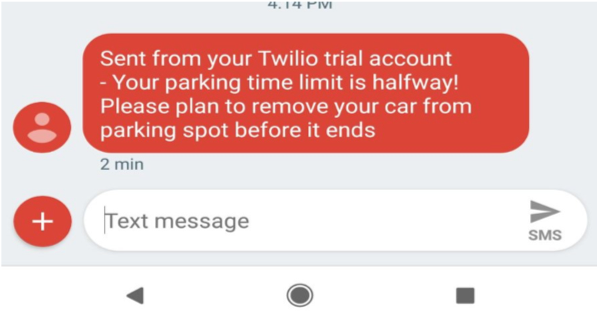 4:14 PM
Sent from your Twilio trial account
- Your parking time limit is halfway!
Please plan to remove your car from
parking spot before it ends
2 min
Text message
SMS